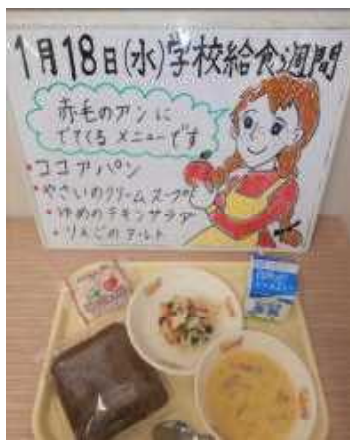 1月18日(水)学校給食週間
赤毛のアンに
でてくる メニューです
・ココアパン
・やさいのクリームスープ
・ゆめのチキンサラダ
・りんごのタルト